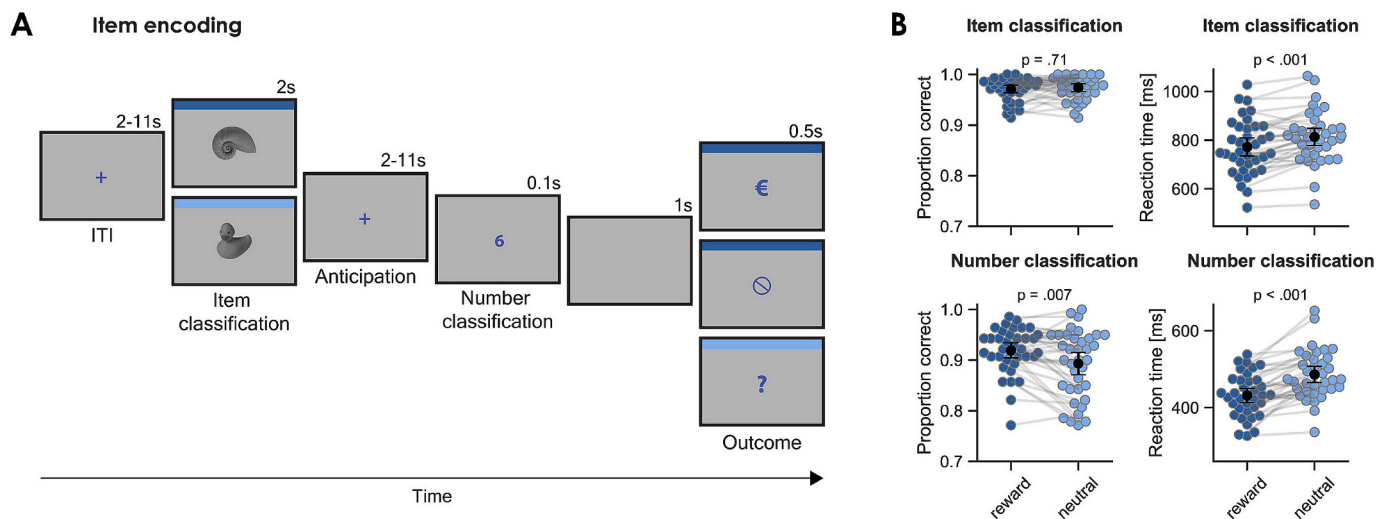 A
Item encoding
2-11s
+
ITI
2s
Item
classification
2-11s
+
Anticipation
0.1s
6
Number
classification
1s
0.5s
€
?
Outcome
Time
B
Item classification
p = .71
Proportion correct
1.0
0.9
0.8
0.7
Item classification
p < .001
Reaction time [ms]
1000
800
600
Number classification
p = .007
Proportion correct
1.0
0.9
0.8
0.7
reward
neutral
Number classification
p < .001
Reaction time [ms]
600
400
reward
neutral